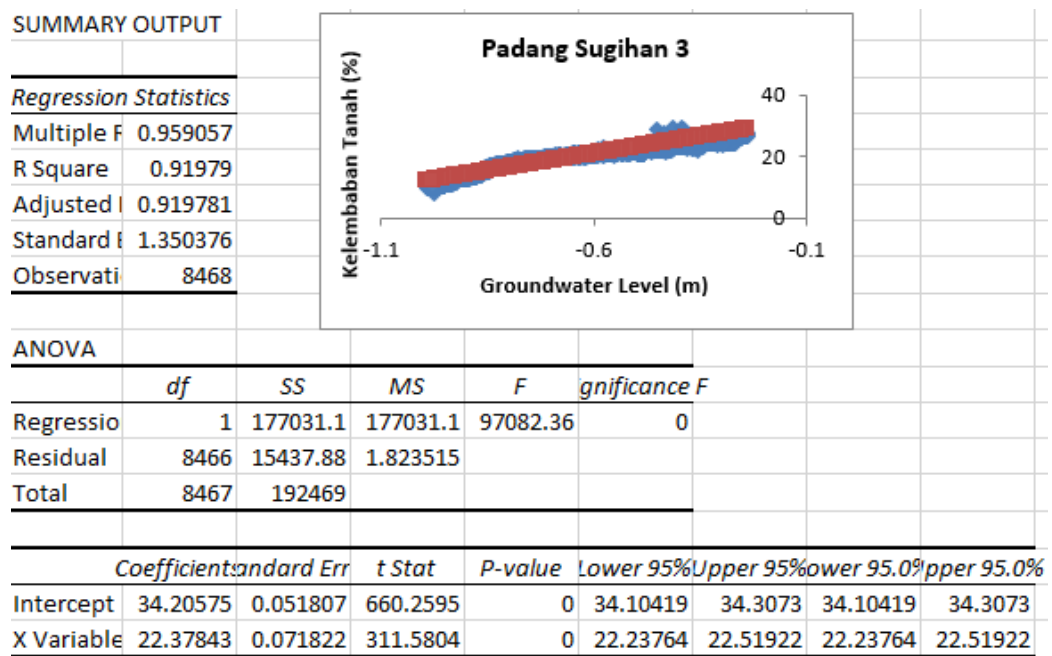 SUMMARY OUTPUT
Padang Sugihan 3
Kelembaban Tanah (%)
40
20
0
-1.1 -0.6 -0.1
Groundwater Level (m)
Regression Statistics
Multiple R 0.959057
R Square 0.91979
Adjusted 0.919781
Standard E 1.350376
Observati 8468
ANOVA
df SS MS F gnificance F
Regressio 1 177031.1 177031.1 97082.36 0
Residual 8466 15437.88 1.823515
Total 8467 192469
Coefficients andard Err t Stat P-value Lower 95% Upper 95% ower 95.0% pper 95.0%
Intercept 34.20575 0.051807 660.2595 0 34.10419 34.3073 34.10419 34.3073
X Variable 22.37843 0.071822 311.5804 0 22.23764 22.51922 22.23764 22.51922